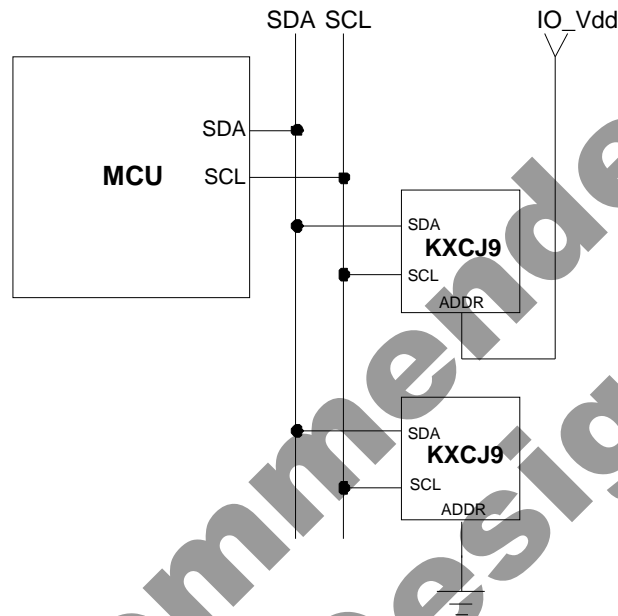 SDA SCL
IO_Vdd
SDA
MCU
SCL
SDA
KXCJ9
SCL
ADDR
SDA
KXCJ9
SCL
ADDR